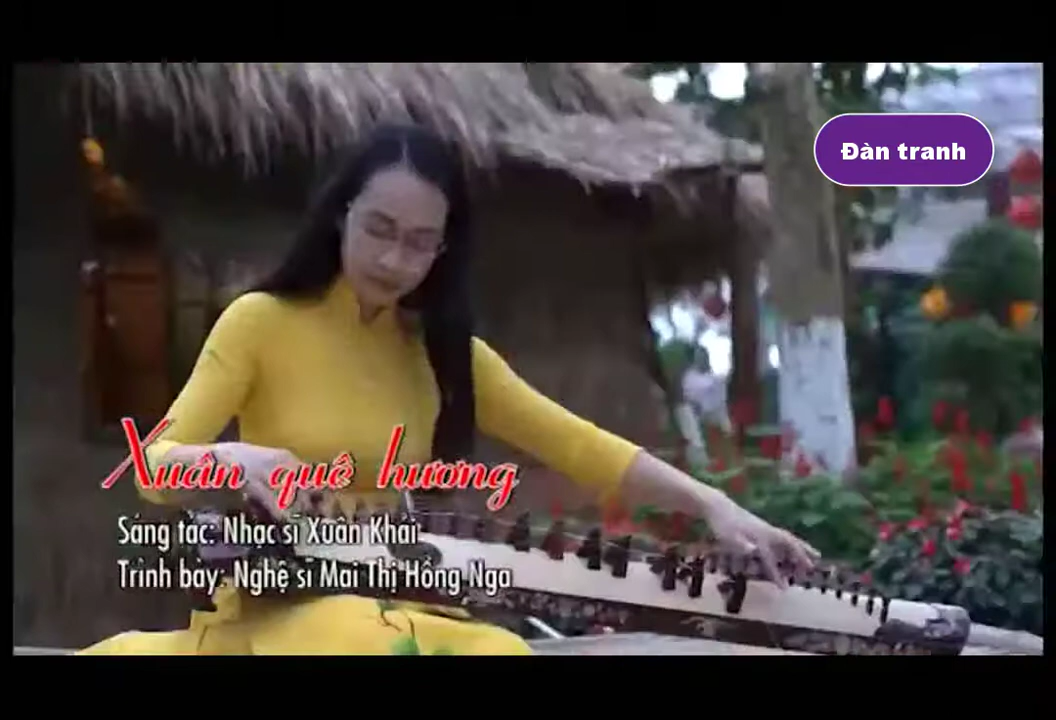 Đàn tranh
Xuân quê hương
Sáng tác: Nhạc sĩ Xuân Khải
Trình bày: Nghệ sĩ Mai Thị Hồng Nga